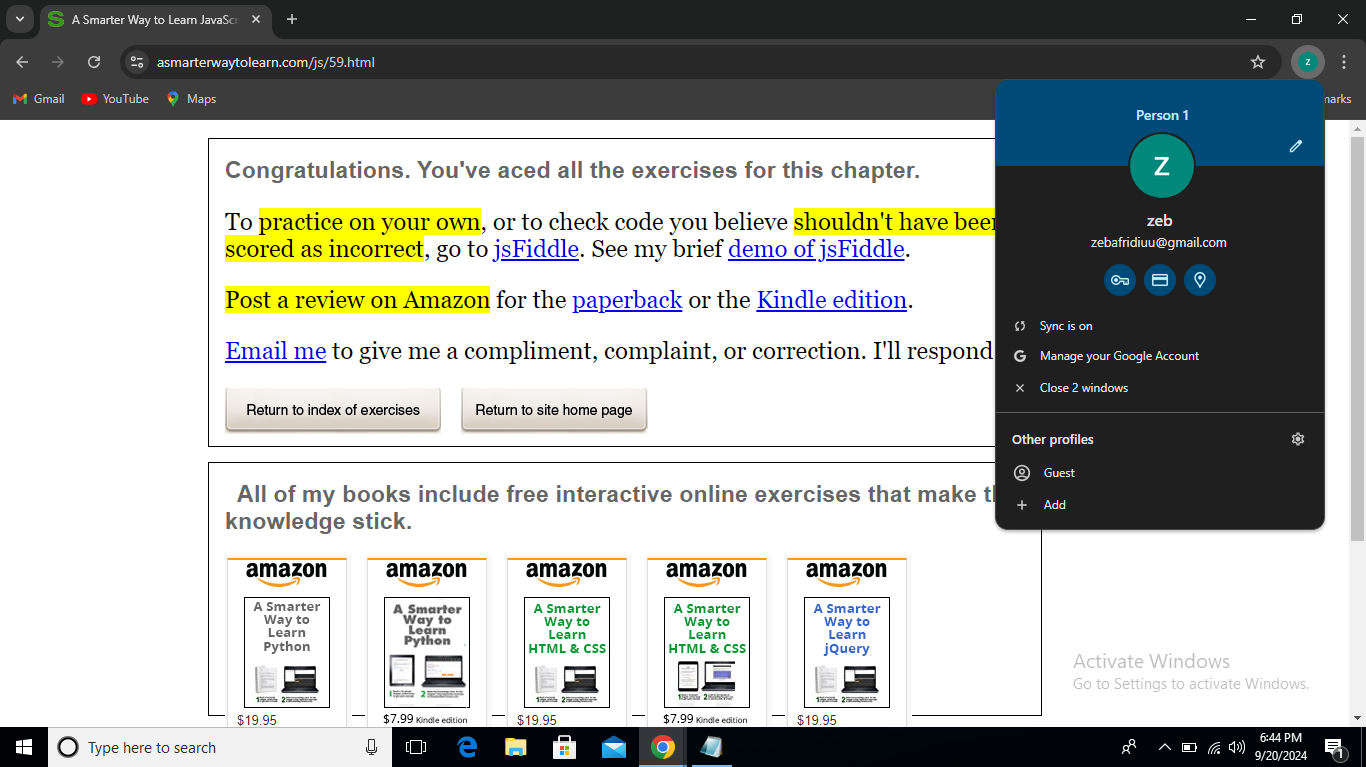 A Smarter Way to Learn JavaScr
asmarterwaytolearn.com/js/59.html
z
Gmail
YouTube
Maps
marks
Person 1
Z
zeb
zebafridiuu@gmail.com
Sync is on
Manage your Google Account
Close 2 windows
Other profiles
Guest
Add
Congratulations. You've aced all the exercises for this chapter.
To practice on your own, or to check code you believe shouldn't have been
scored as incorrect, go to jsFiddle. See my brief demo of jsFiddle.
Post a review on Amazon for the paperback or the Kindle edition.
Email me to give me a compliment, complaint, or correction. I'll respond
Return to index of exercises
Return to site home page
All of my books include free interactive online exercises that make th
knowledge stick.
amazon
A Smarter
Way to
Learn
Python
$19.95
amazon
A Smarter
Way to
Learn
Python
$7.99 Kindle edition
amazon
A Smarter
Way to
Learn
HTML & CSS
$19.95
amazon
A Smarter
Way to
Learn
HTML & CSS
$7.99 Kindle edition
amazon
A Smarter
Way to
Learn
jQuery
$19.95
Activate Windows
Go to Settings to activate Windows.
Type here to search
6:44 PM
9/20/2024
1